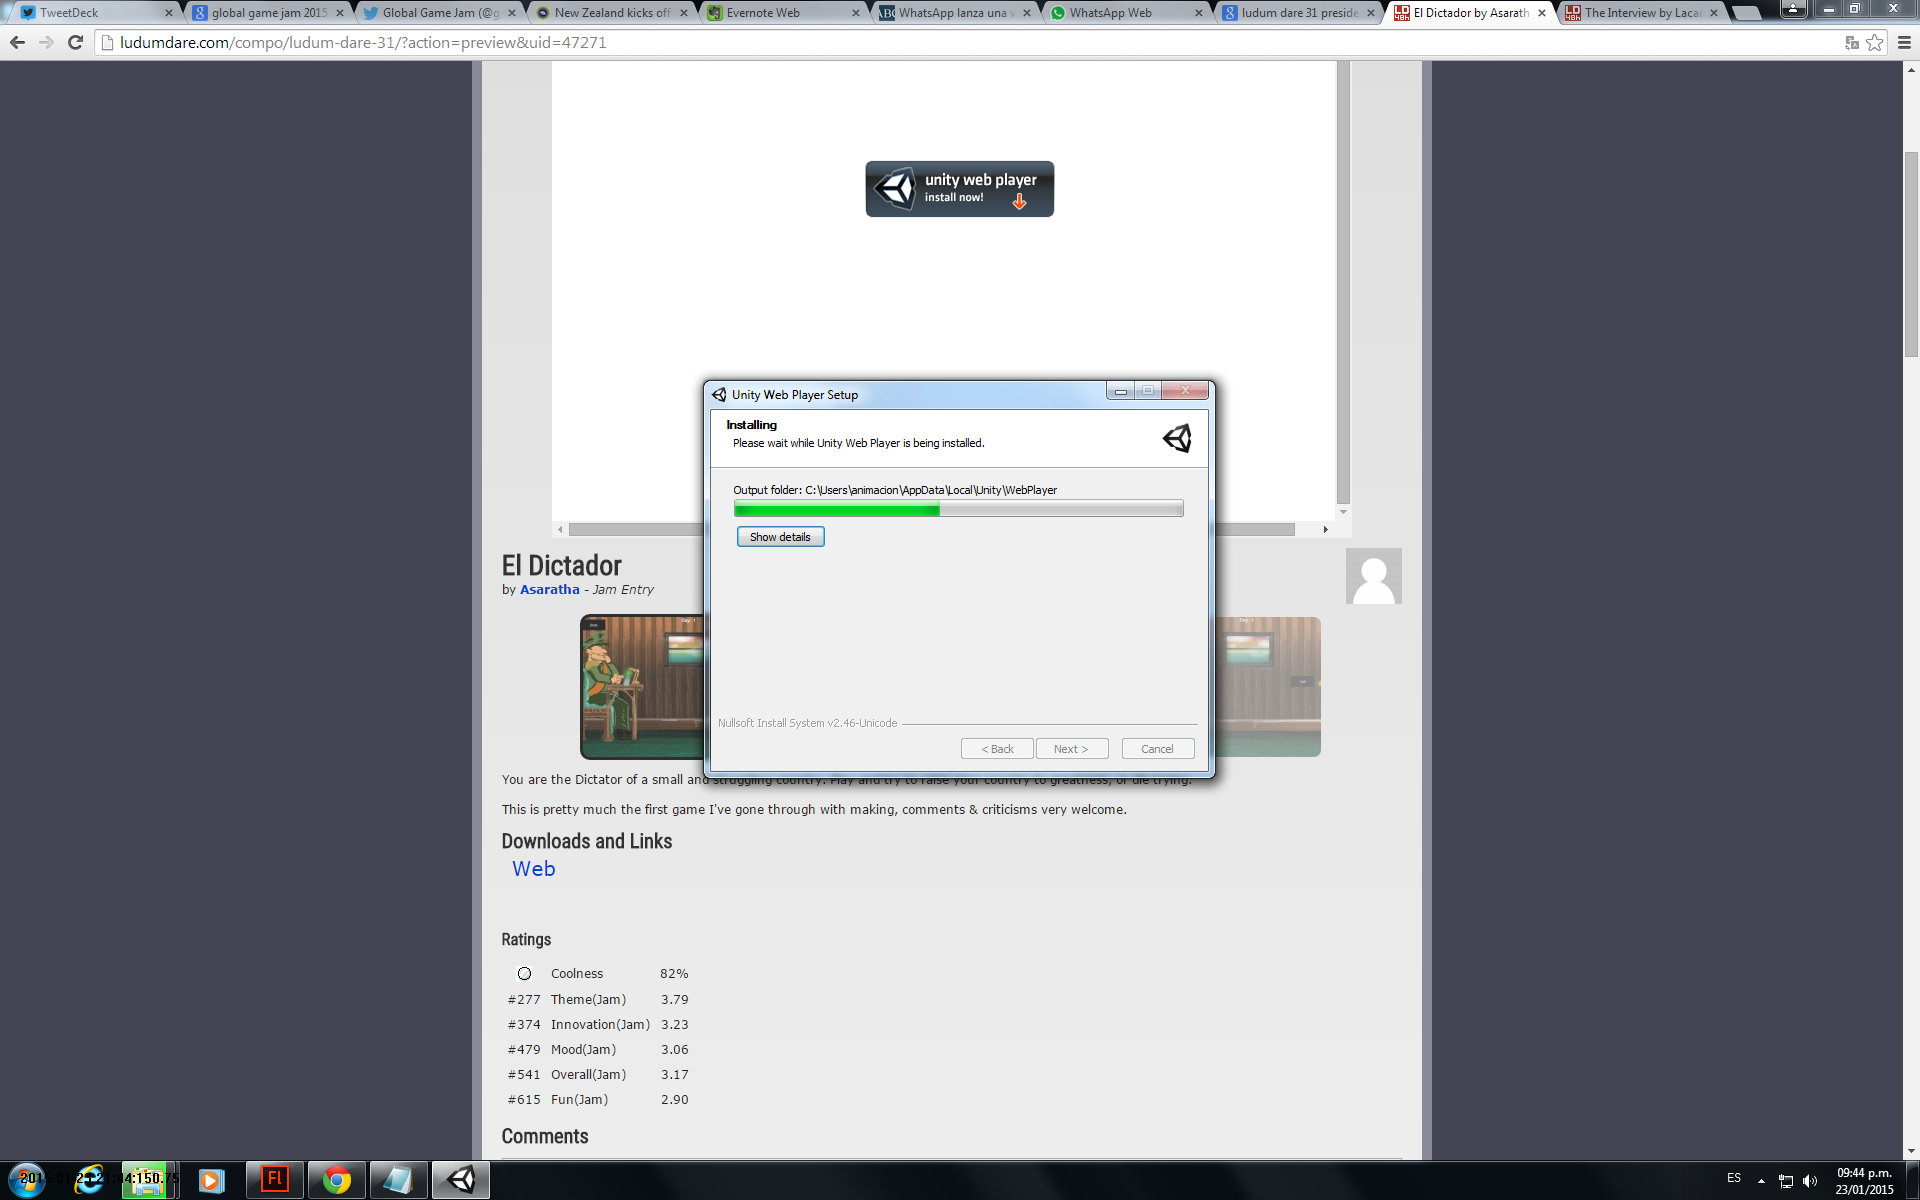 TweetDeck
global game jam 2015
Global Game Jam (@g
New Zealand kicks off
Evernote Web
ABC WhatsApp lanza una v
WhatsApp Web
ludum dare 31 preside
El Dictador by Asarath
The Interview by Laca
ludumdare.com/compo/ludum-dare-31/?action=preview&uid=47271
unity web player
install now!
Unity Web Player Setup
Installing
Please wait while Unity Web Player is being installed.
Output folder: C:\Users\animacion\AppData\Local\Unity\WebPlayer
Show details
Nullsoft Install System v2.46-Unicode
< Back
Next >
Cancel
El Dictador
by Asaratha - Jam Entry
You are the Dictator of a small and struggling country. Play and try to raise your country to greatness, or die trying.
This is pretty much the first game I've gone through with making, comments & criticisms very welcome.
Downloads and Links
Web
Ratings
Coolness 82%
#277 Theme(Jam) 3.79
#374 Innovation(Jam) 3.23
#479 Mood(Jam) 3.06
#541 Overall(Jam) 3.17
#615 Fun(Jam) 2.90
Comments
Fl
ES
09:44 p.m.
23/01/2015